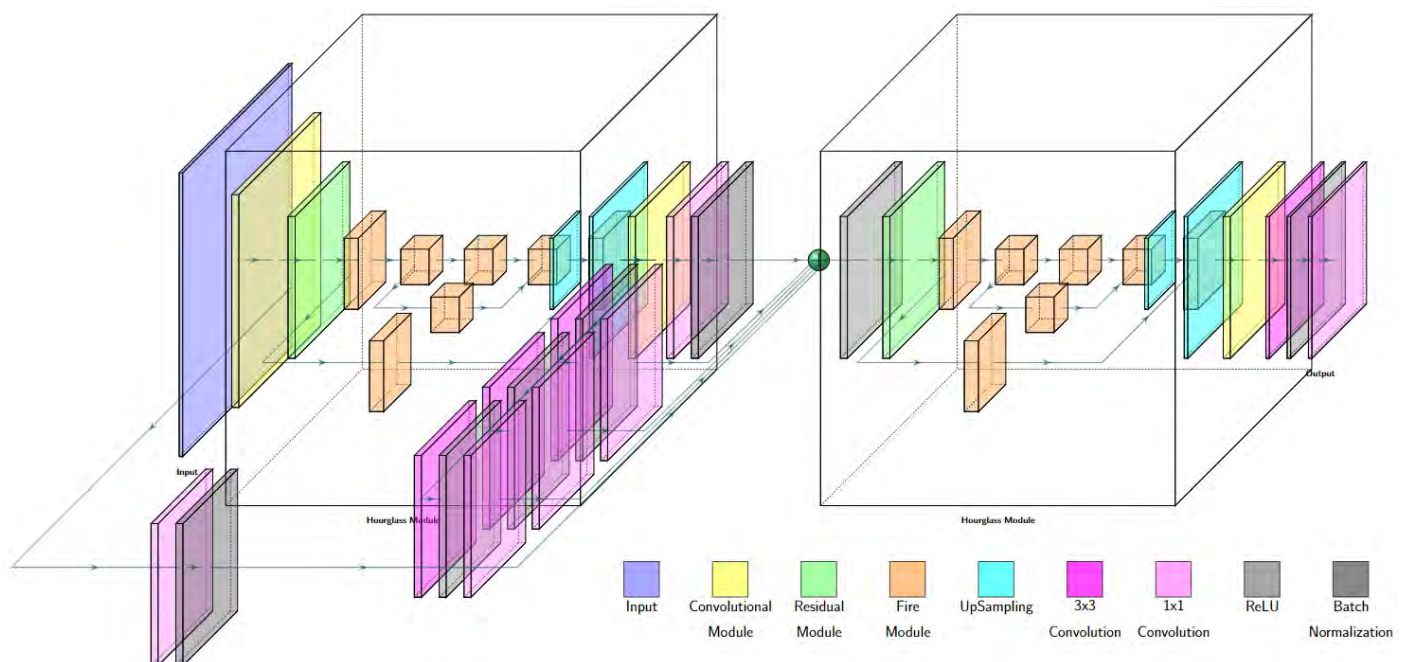 Output
Input
Hourglass Module
Hourglass Module
Input
Convolutional
Module
Residual
Module
Fire
Module
UpSampling
3x3
Convolution
1x1
Convolution
ReLU
Batch
Normalization